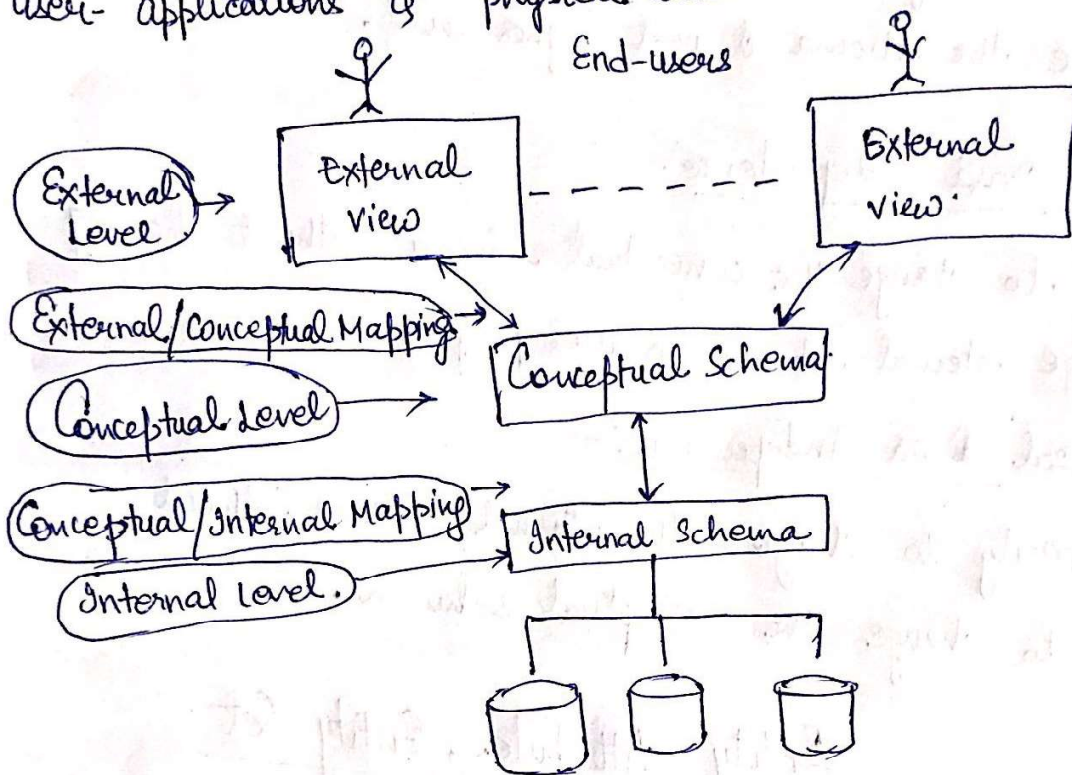 user- applications & physical
End-users
External view
External view.
External Level
External/Conceptual Mapping
Conceptual Schema.
Conceptual Level
Conceptual/Internal Mapping
Internal Schema
Internal level.